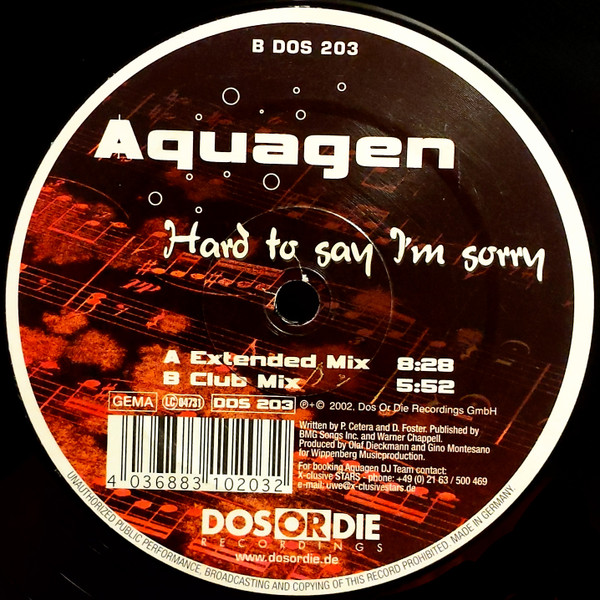 B DOS 203
Aquagen
Hard to say I'm sorry
A Extended Mix 8:28
B Club Mix 5:52
GEMA LC 04731 DOS 203 ℗+© 2002. Dos Or Die Recordings GmbH
Written by P. Cetera and D. Foster. Published by
BMG Songs Inc. and Warner Chappell.
Produced by Olaf Dieckmann and Gino Montesano
for Wippenberg Musicproduction.
For booking Aquagen DJ Team contact:
X-clusive STARS - phone: +49 (0) 21 63 / 500 469
e-mail: uwe@x-clusivestars.de
4 036883 102032
DOS OR DIE
RECORDINGS
www.dosordie.de
UNAUTHORIZED PUBLIC PERFORMANCE, BROADCASTING AND COPYING OF THIS RECORD PROHIBITED. MADE IN GERMANY.